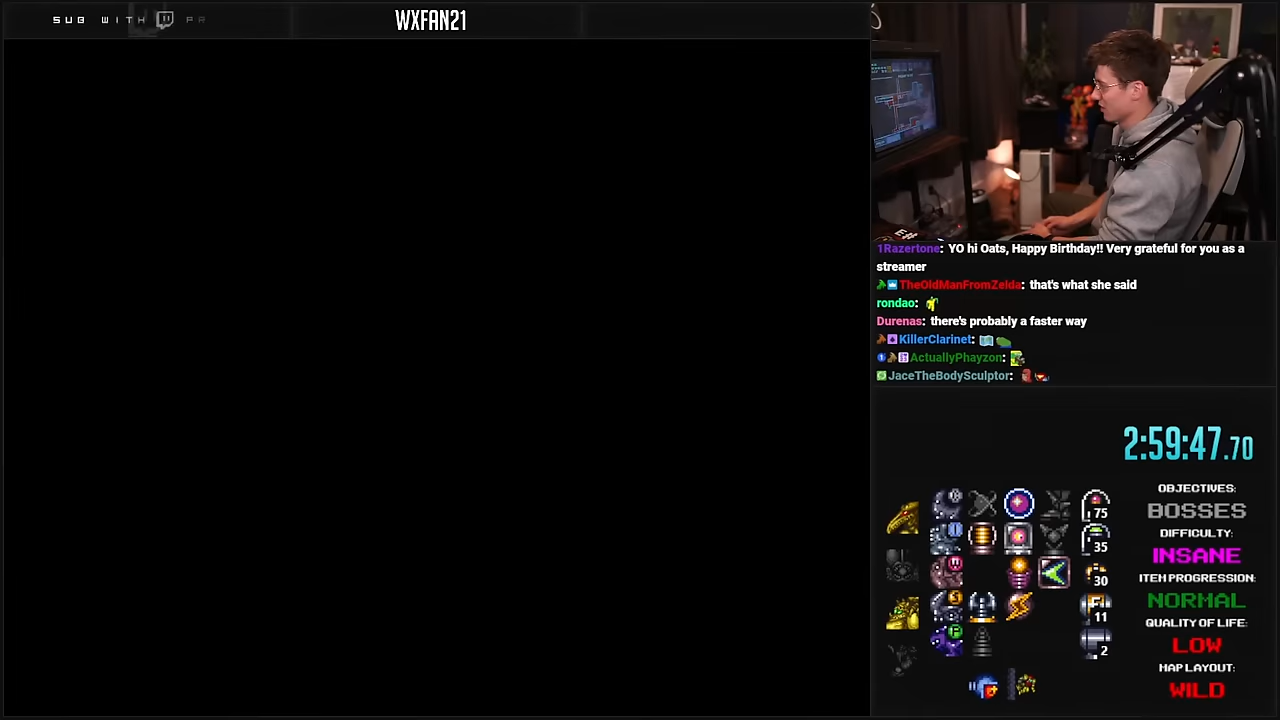 SUB WITH PR
WXFAN21
1Razertone: YO hi Oats, Happy Birthday!! Very grateful for you as a
streamer
TheOldManFromZelda: that's what she said
rondao:
Durenas: there's probably a faster way
KillerClarinet:
ActuallyPhayzon:
JaceTheBodySculptor:
2:59:47.70
OBJECTIVES:
BOSSES
DIFFICULTY:
INSANE
ITEM PROGRESSION:
NORMAL
QUALITY OF LIFE:
LOW
MAP LAYOUT:
WILD
75
35
30
11
2